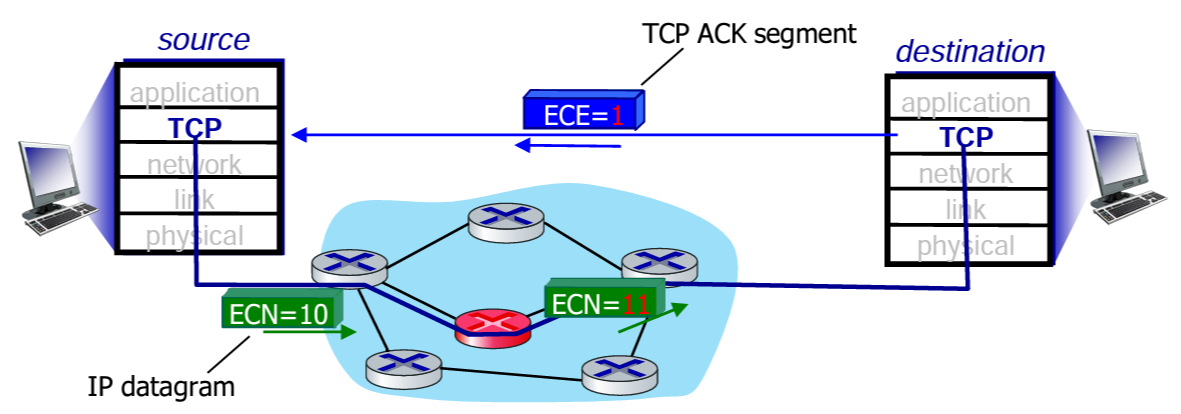 source
TCP ACK segment
destination
application
TCP
network
link
physical
ECE=1
application
TCP
network
link
physical
ECN=10
ECN=11
IP datagram